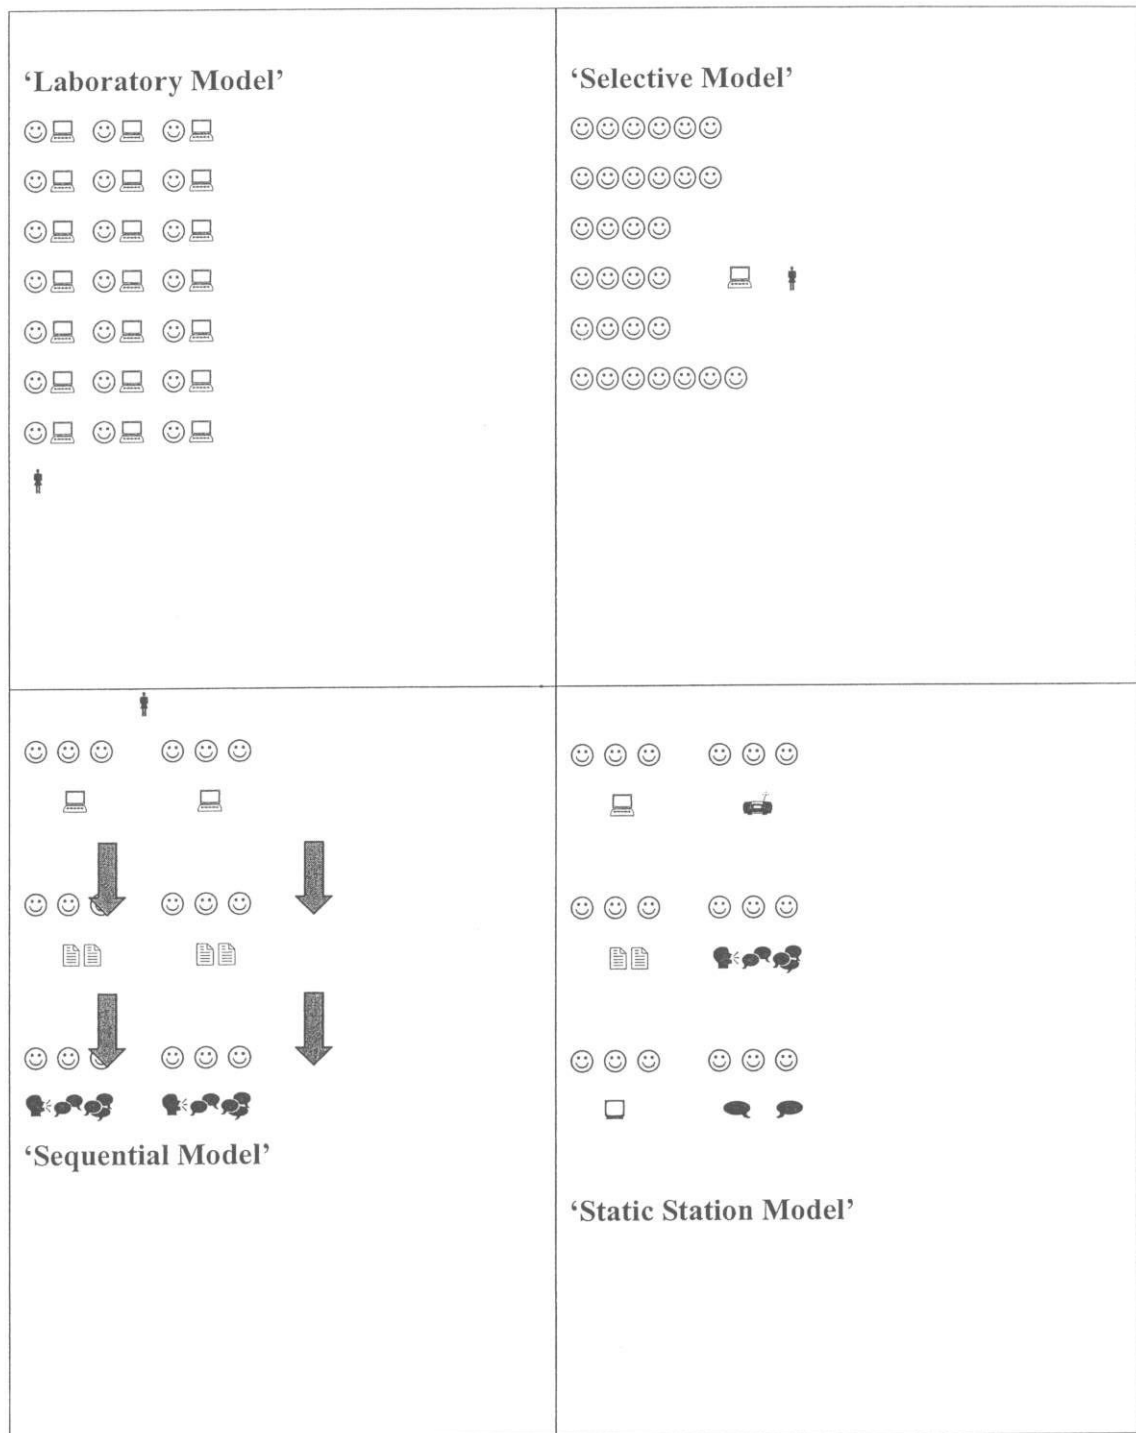 ‘Laboratory Model’
‘Selective Model’
‘Sequential Model’
‘Static Station Model’